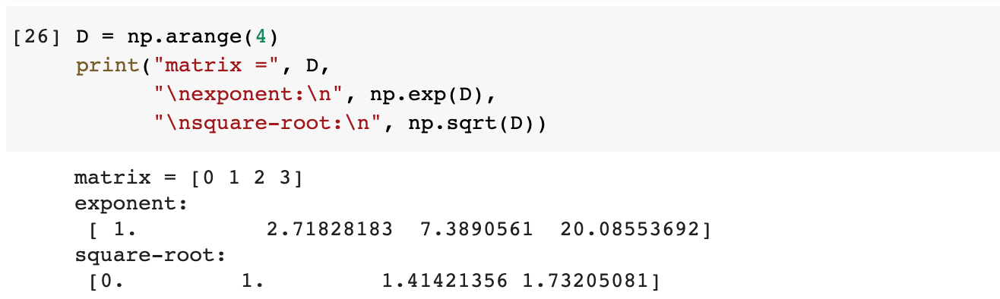 [26] D = np.arange(4)
print("matrix =", D,
"\nexponent:\n", np.exp(D),
"\nsquare-root:\n", np.sqrt(D))
matrix = [0 1 2 3]
exponent:
[ 1.          2.71828183  7.3890561  20.08553692]
square-root:
[0.         1.         1.41421356 1.73205081]